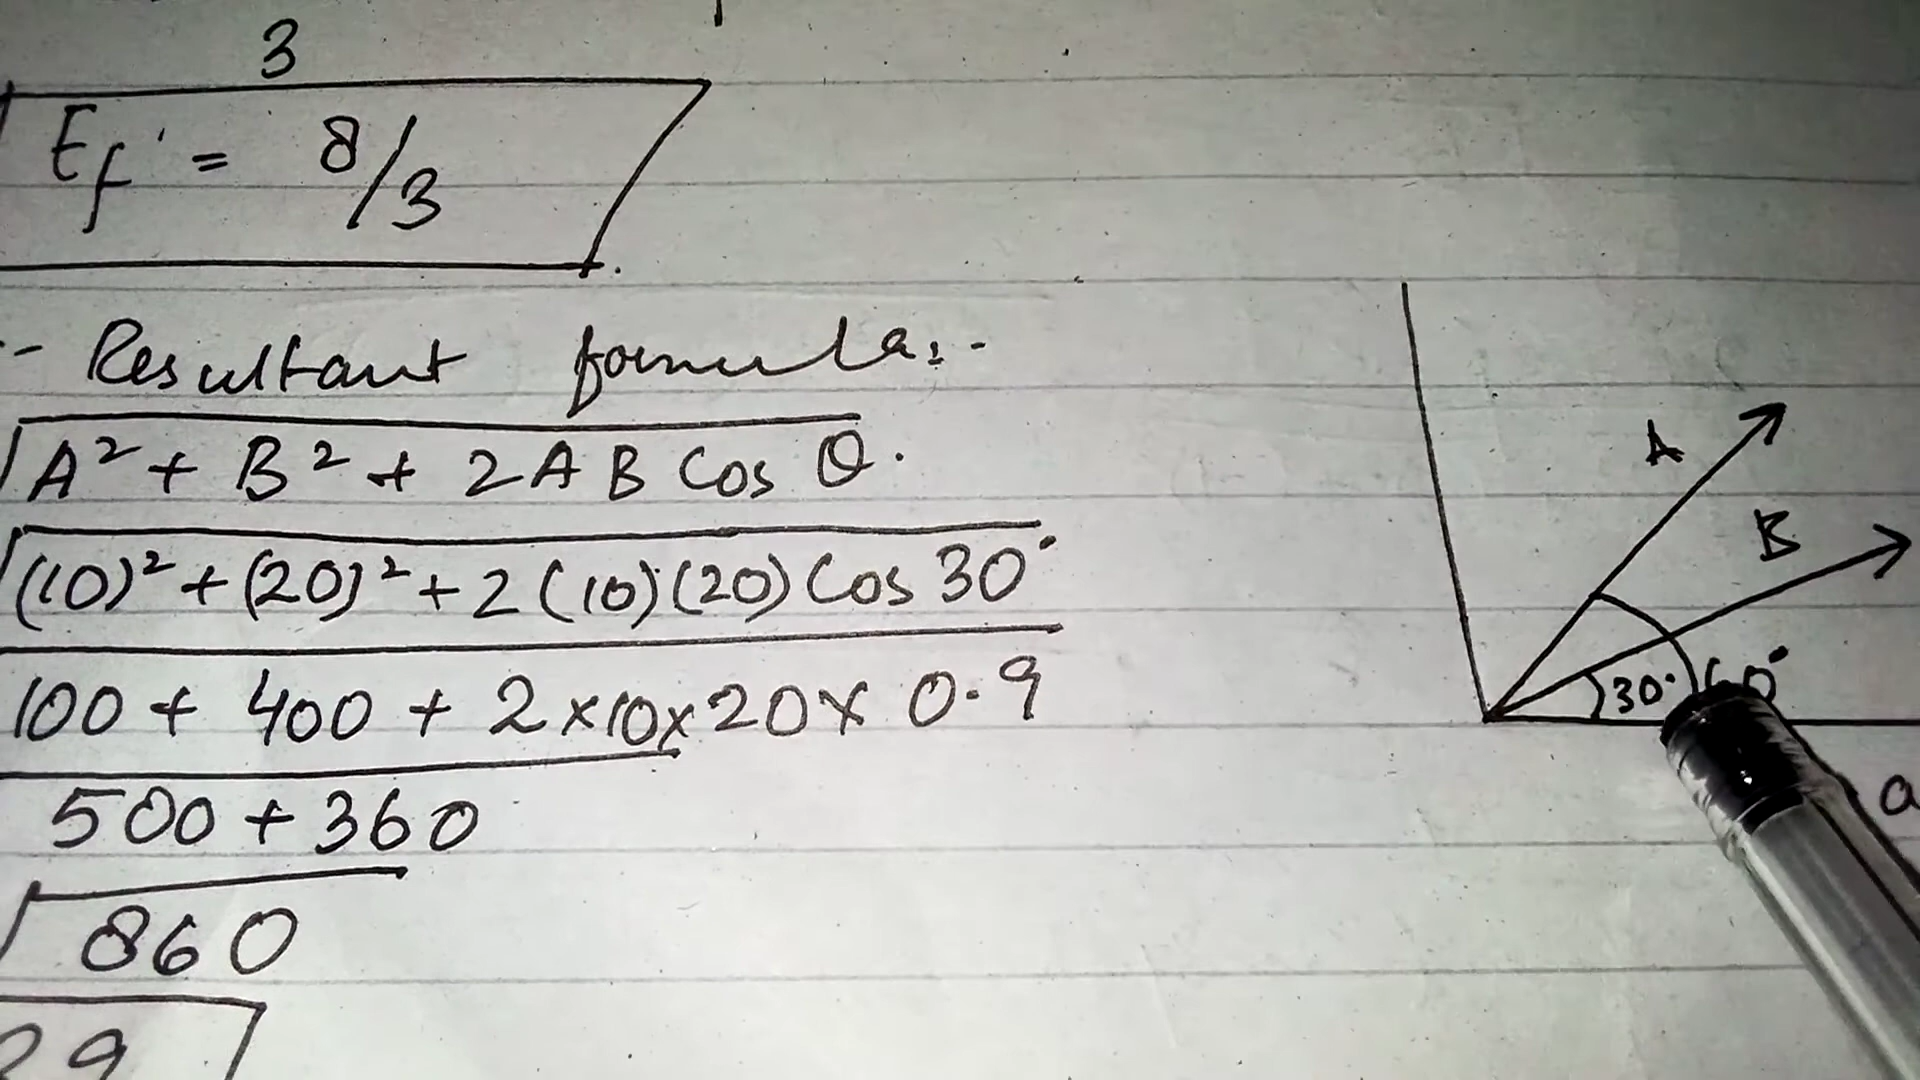 3
Ef = 8/3
- Resultant formula:-
√A² + B² + 2AB Cos θ.
√(10)² + (20)² + 2(10)(20) Cos 30°
100 + 400 + 2×10×20× 0.9
500 + 360
√860
29
A
B
30° 60°
a